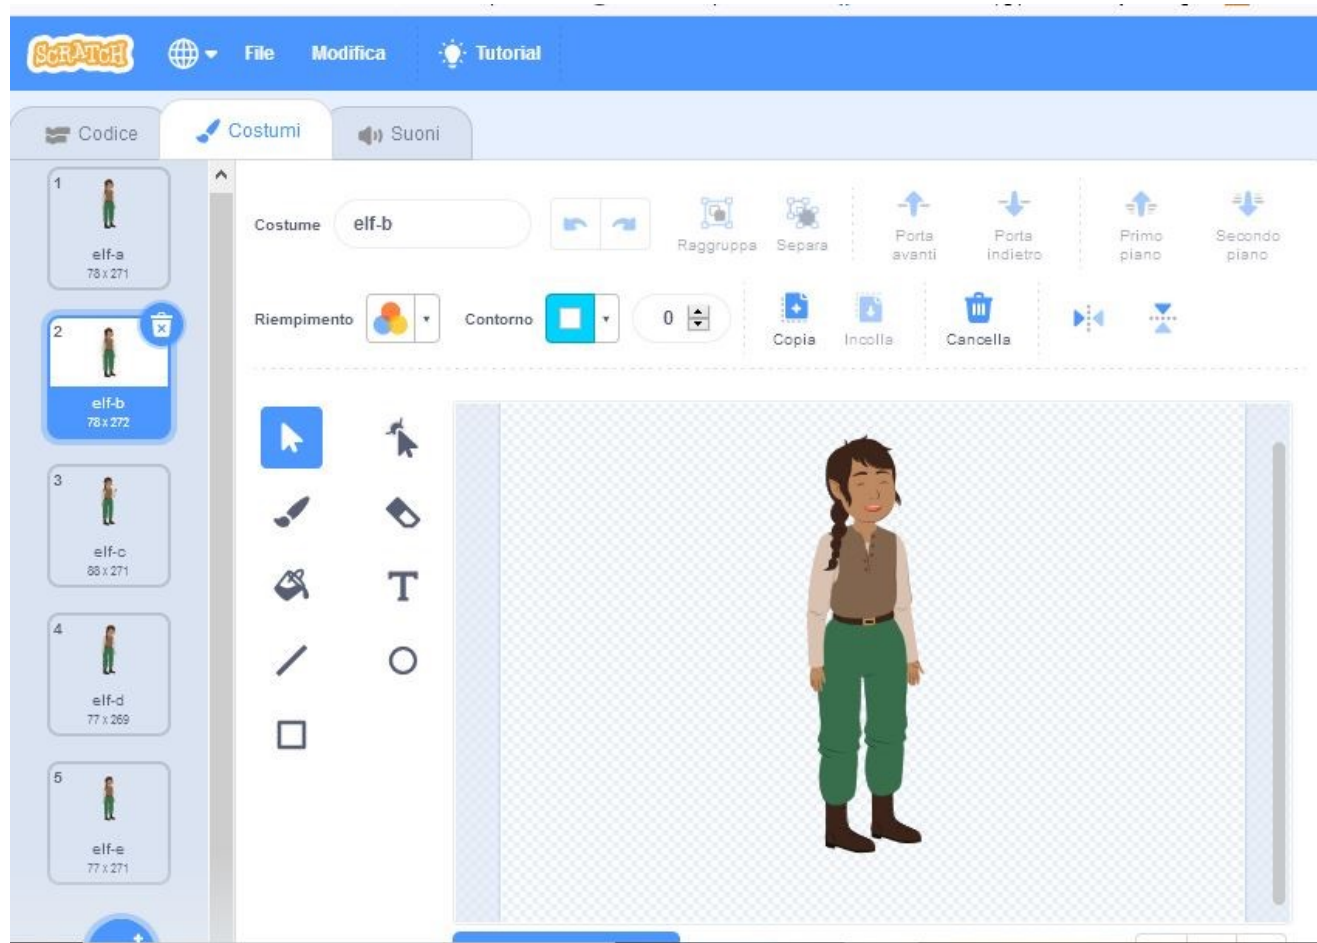 SCRATCH File Modifica Tutorial
Codice Costumi Suoni
1
elf-a
78 x 271
2
elf-b
78 x 272
3
elf-c
88 x 271
4
elf-d
77 x 269
5
elf-e
77 x 271
Costume elf-b
Raggruppa Separa
Porta
avanti
Porta
indietro
Primo
piano
Secondo
piano
Riempimento Contorno 0
Copia Incolla Cancella
T